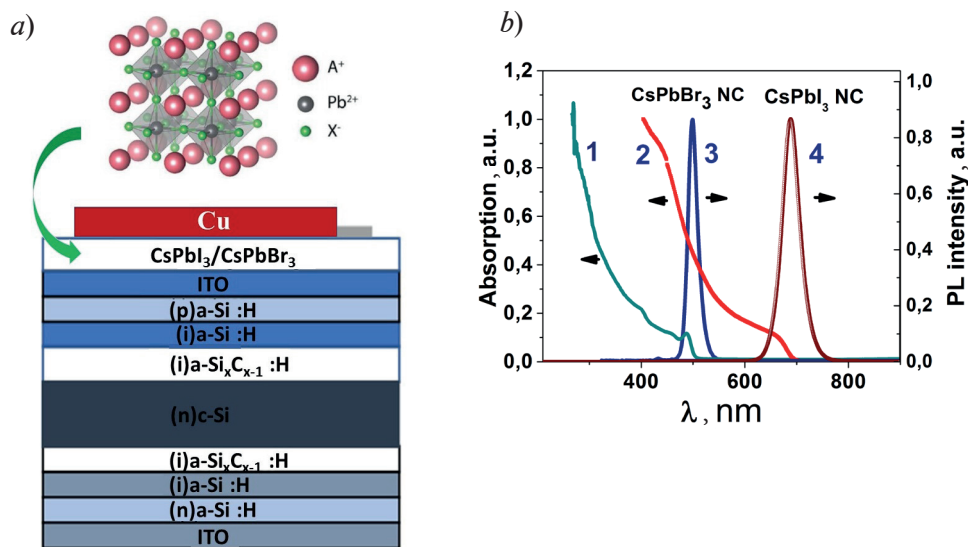 a)
A⁺
Pb²⁺
X⁻
Cu
CsPbI₃/CsPbBr₃
ITO
(p)a-Si :H
(i)a-Si :H
(i)a-SiₓCₓ₋₁ :H
(n)c-Si
(i)a-SiₓCₓ₋₁ :H
(i)a-Si :H
(n)a-Si :H
ITO
b)
CsPbBr₃ NC
CsPbI₃ NC
1
2
3
4
Absorption, a.u.
1,2
1,0
0,8
0,6
0,4
0,2
0,0
PL intensity, a.u.
1,0
0,8
0,6
0,4
0,2
0,0
400
600
800
λ, nm